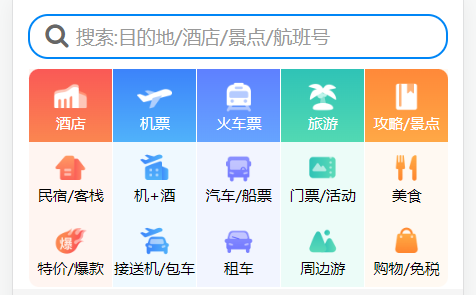 搜索:目的地/酒店/景点/航班号
酒店 机票 火车票 旅游 攻略/景点
民宿/客栈 机+酒 汽车/船票 门票/活动 美食
爆
特价/爆款 接送机/包车 租车 周边游 购物/免税